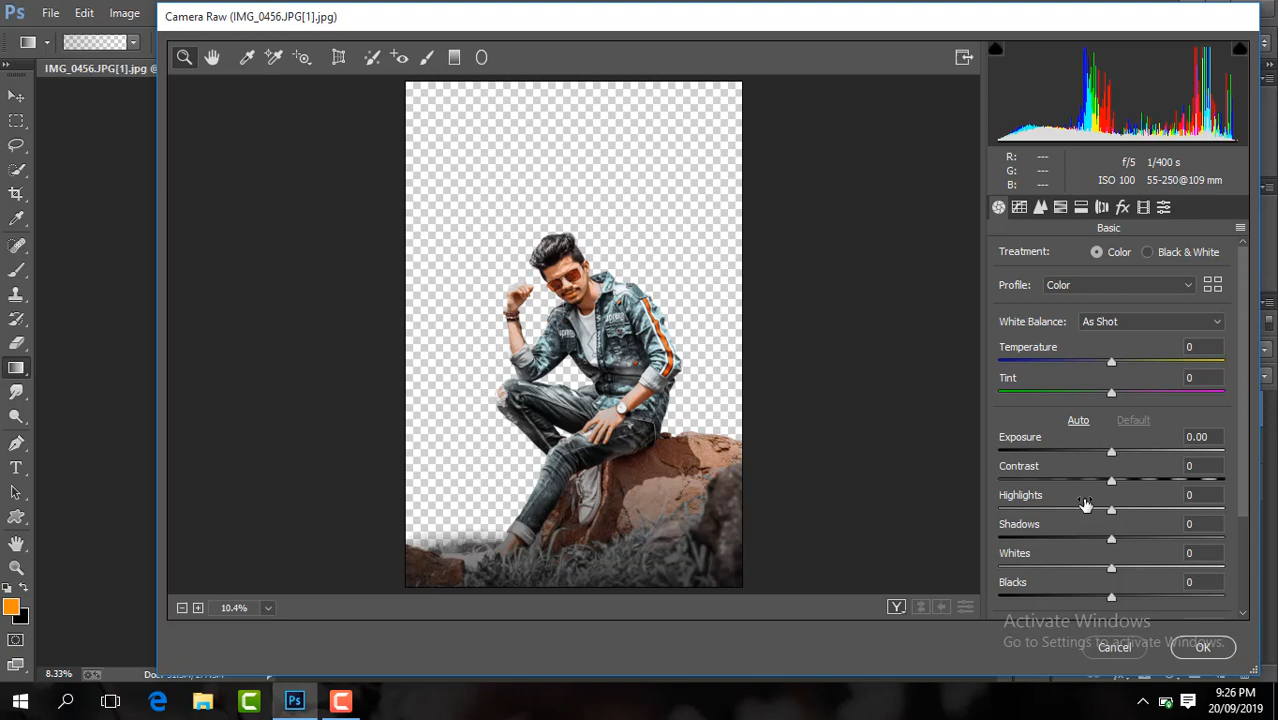 Ps File Edit Image
Camera Raw (IMG_0456.JPG[1].jpg)
IMG_0456.JPG[1].jpg @
R: ---
G: ---
B: ---
f/5 1/400 s
ISO 100 55-250@109 mm
fx
Basic
Treatment: Color Black & White
Profile: Color
White Balance: As Shot
Temperature 0
Tint 0
Auto Default
Exposure 0.00
Contrast 0
Highlights 0
Shadows 0
Whites 0
Blacks 0
10.4%
Y
Activate Windows
Go to Settings to activate Windows.
Cancel OK
8.33%
9:26 PM
20/09/2019